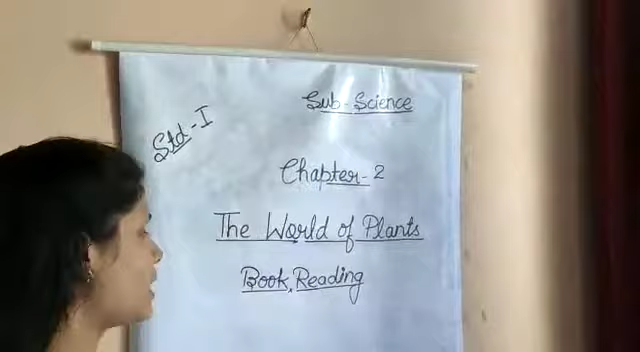 Std-I
Sub-Science
Chapter-2
The World of Plants
Book, Reading